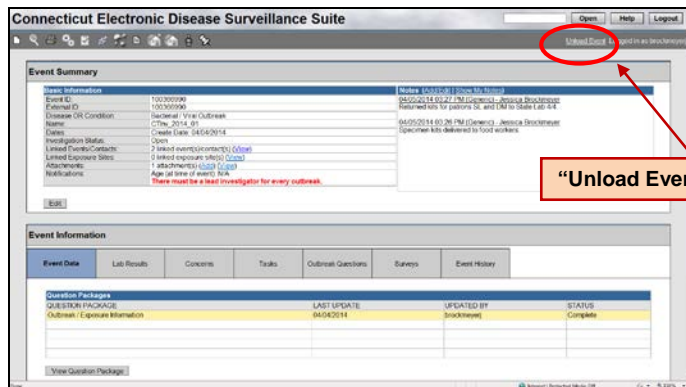 Connecticut Electronic Disease Surveillance Suite
Open Help Logout
Unload Event Logged in as brockmeyerj
Event Summary
Basic Information
Event ID: 100366990
External ID: 100366990
Disease OR Condition: Bacterial / Viral Outbreak
Name: CTinv_2014_01
Dates: Create Date: 04/04/2014
Investigation Status: Open
Linked Events/Contacts: 2 linked event(s)/contact(s) (View)
Linked Exposure Sites: 0 linked exposure site(s) (View)
Attachments: 1 attachment(s) (Add) (View)
Notifications: Age (at time of event): N/A
There must be a lead investigator for every outbreak.
Notes (Add/Edit | Show My Notes)
04/05/2014 03:27 PM (Generic) - Jessica Brockmeyer
Returned kits for patrons SL and DM to State Lab 4/4.
04/05/2014 03:26 PM (Generic) - Jessica Brockmeyer
Specimen kits delivered to food workers.
Edit
“Unload Even
Event Information
Event Data Lab Results Concerns Tasks Outbreak Questions Surveys Event History
Question Packages
QUESTION PACKAGE LAST UPDATE UPDATED BY STATUS
Outbreak / Exposure Information 04/04/2014 brockmeyerj Complete
View Question Package